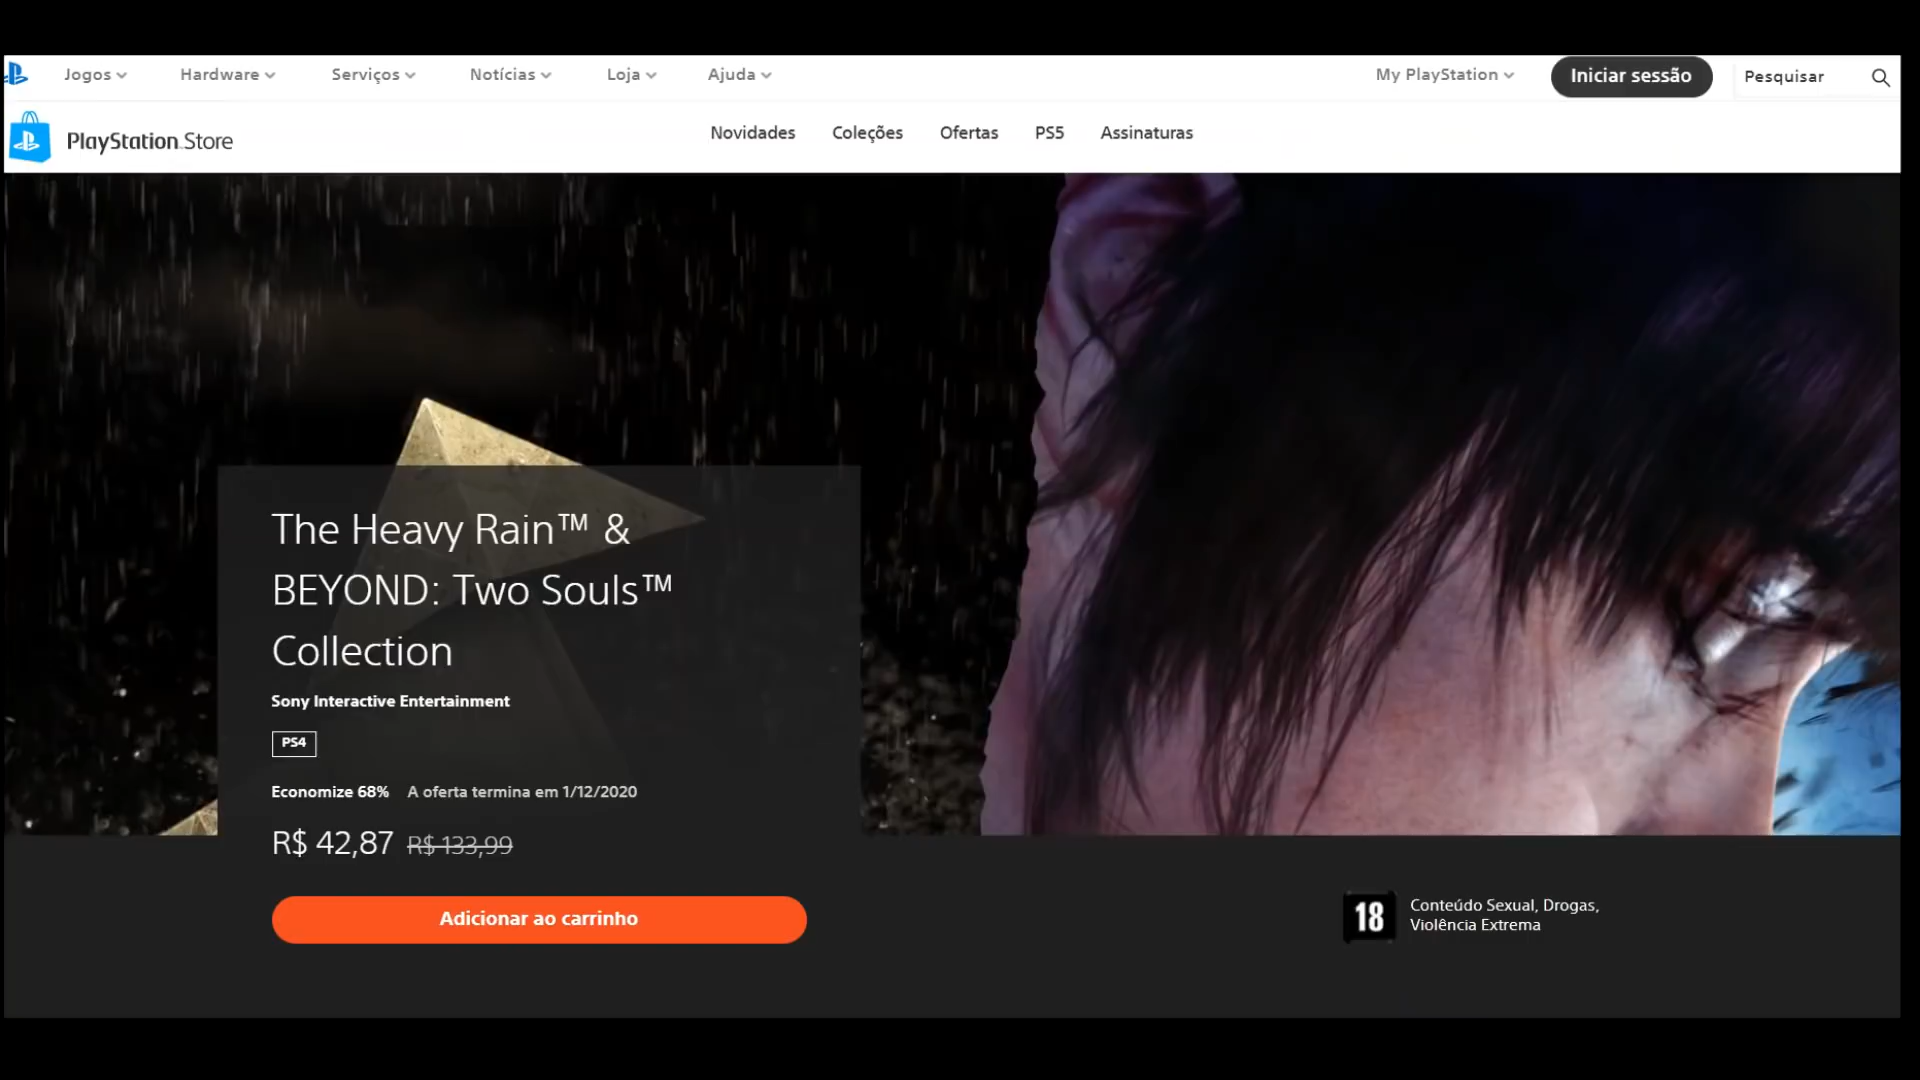 Jogos
Hardware
Serviços
Notícias
Loja
Ajuda
My PlayStation
Iniciar sessão
Pesquisar
PlayStation Store
Novidades
Coleções
Ofertas
PS5
Assinaturas
The Heavy Rain™ &
BEYOND: Two Souls™
Collection
Sony Interactive Entertainment
PS4
Economize 68% A oferta termina em 1/12/2020
R$ 42,87 R$ 133,99
Adicionar ao carrinho
18
Conteúdo Sexual, Drogas,
Violência Extrema